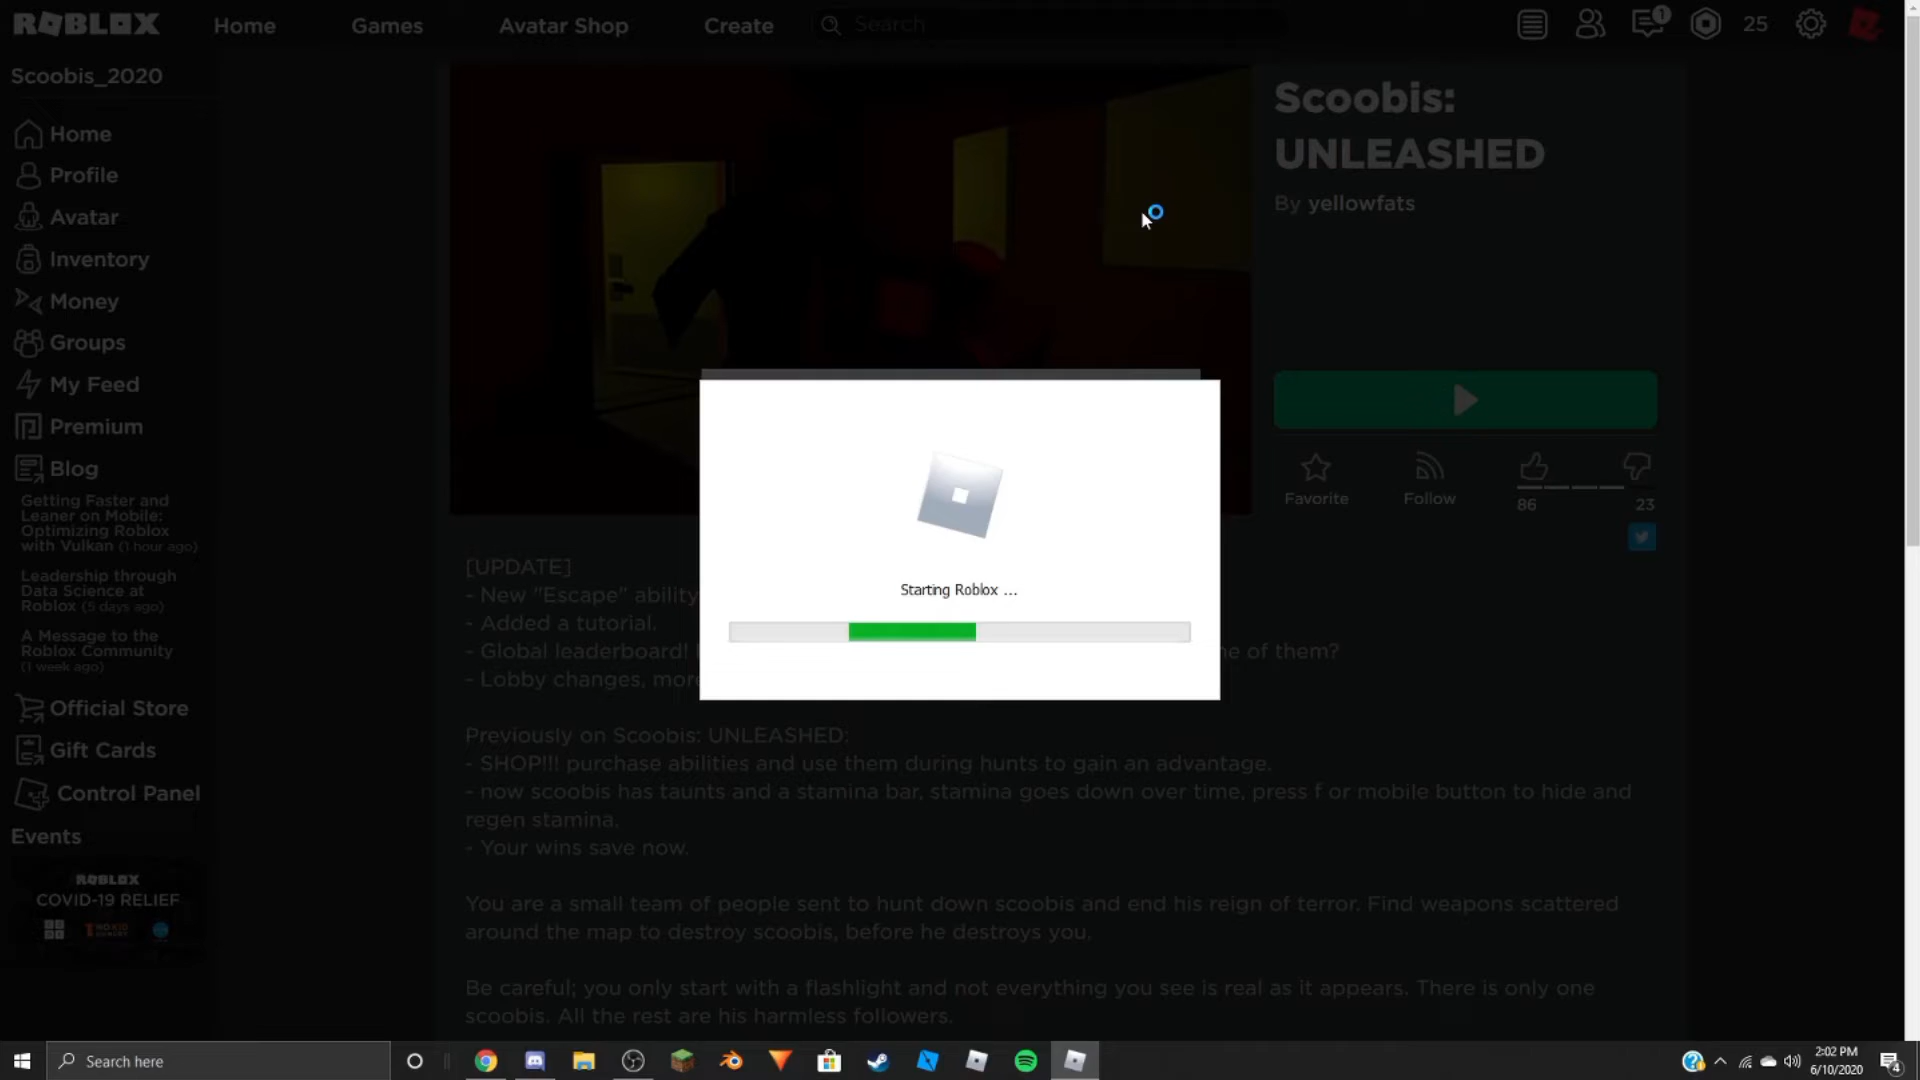 ROBLOX
Home
Games
Avatar Shop
Create
Search
1
25
Scoobis_2020
Home
Profile
Avatar
Inventory
Money
Groups
My Feed
Premium
Blog
Getting Faster and
Leaner on Mobile:
Optimizing Roblox
with Vulkan (1 hour ago)
Leadership through
Data Science at
Roblox (5 days ago)
A Message to the
Roblox Community
(1 week ago)
Official Store
Gift Cards
Control Panel
Events
ROBLOX
COVID-19 RELIEF
NO KID
HUNGRY
Scoobis:
UNLEASHED
By yellowfats
Favorite
Follow
86
23
Starting Roblox ...
[UPDATE]
- New "Escape" ability
- Added a tutorial.
- Global leaderboard! ne of them?
- Lobby changes, more
Previously on Scoobis: UNLEASHED:
- SHOP!!! purchase abilities and use them during hunts to gain an advantage.
- now scoobis has taunts and a stamina bar, stamina goes down over time, press f or mobile button to hide and
regen stamina.
- Your wins save now.
You are a small team of people sent to hunt down scoobis and end his reign of terror. Find weapons scattered
around the map to destroy scoobis, before he destroys you.
Be careful; you only start with a flashlight and not everything you see is real as it appears. There is only one
scoobis. All the rest are his harmless followers.
Search here
2:02 PM
6/10/2020
4